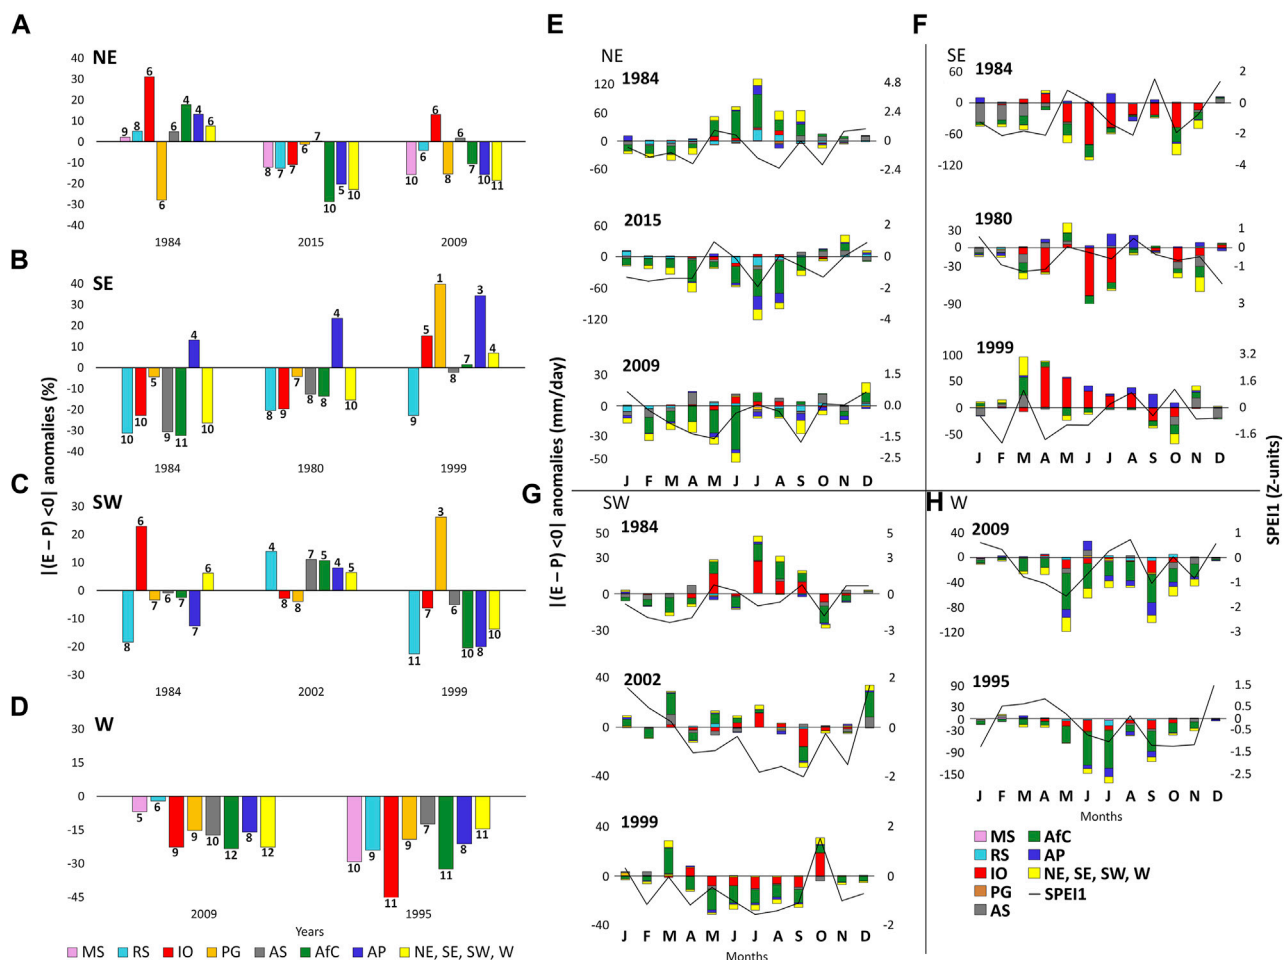 A
NE
|(E – P) <0| anomalies (%)
40
30
20
10
0
-10
-20
-30
-40
9 8 6 6 5 4 4 6
8 7 7 6 7 10 5 10
10 6 6 8 6 7 10 11
1984 2015 2009
B
SE
40
30
20
10
0
-10
-20
-30
-40
31 10 5 9 11 4 10
8 9 4 8 8 4 9
9 5 1 8 7 3 4
1984 1980 1999
C
SW
30
20
10
0
-10
-20
-30
8 6 7 6 7 7 6
4 8 8 7 5 4 5
11 7 3 6 10 8 10
1984 2002 1999
D
W
30
15
0
-15
-30
-45
5 6 9 9 10 12 8 12
10 9 11 9 7 11 8 11
2009 1995
Years
MS RS IO PG AS AfC AP NE, SE, SW, W
E
NE
|(E – P) <0| anomalies (mm/day)
1984
120
60
0
-60
4.8
2.4
0
-2.4
2015
60
0
-60
-120
2
0
-2
-4
2009
30
0
-30
-50
1.5
0
-1.5
-2.5
J F M A M J J A S O N D
F
SE
1984
60
0
-60
-120
2
0
-2
-4
1980
30
0
-30
-90
1
0
-1
3
1999
100
50
0
-50
3.2
1.6
0
-1.6
J F M A M J J A S O N D
SPEI1 (Z-units)
G
SW
1984
50
30
0
-30
5
3
0
-3
2002
40
0
-40
2
0
-2
1999
40
0
-40
2
0
-2
J F M A M J J A S O N D
Months
H
W
2009
40
0
-40
-80
-120
1
0
-1
-2
-3
1995
90
30
0
-30
-90
-150
1.5
0.5
0
-0.5
-1.5
-2.5
J F M A M J J A S O N D
Months
MS AfC
RS AP
IO NE, SE, SW, W
PG SPEI1
AS